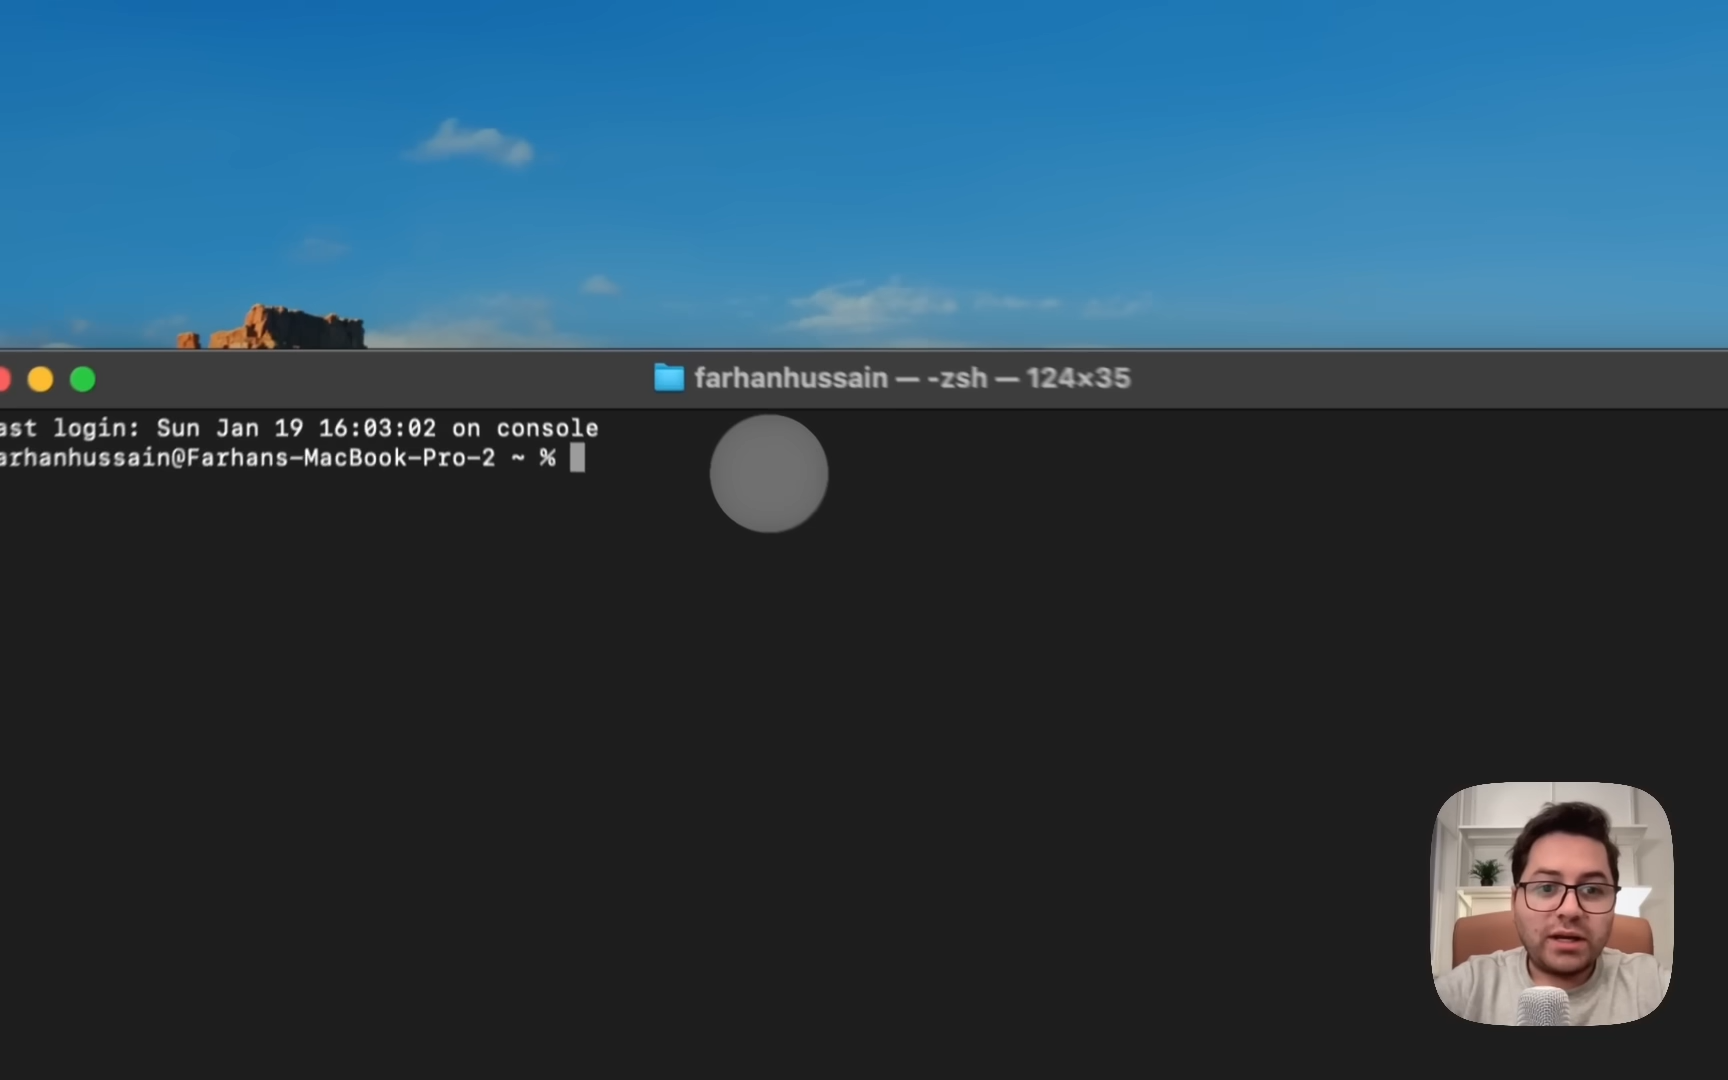 farhanhussain — -zsh — 124×35
ast login: Sun Jan 19 16:03:02 on console
arhanhussain@Farhans-MacBook-Pro-2 ~ %